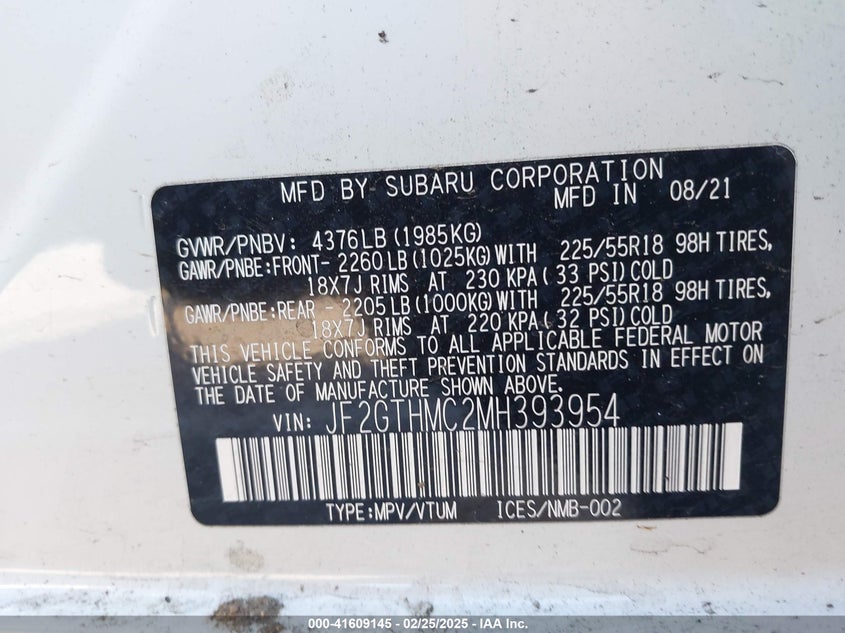 MFD BY SUBARU CORPORATION
MFD IN 08/21
GVWR/PNBV: 4376LB (1985KG)
GAWR/PNBE:FRONT- 2260 LB (1025KG) WITH 225/55R18 98H TIRES,
18X7J RIMS AT 230 KPA ( 33 PSI) COLD
GAWR/PNBE:REAR - 2205 LB (1000KG) WITH 225/55R18 98H TIRES,
18X7J RIMS AT 220 KPA ( 32 PSI) COLD
THIS VEHICLE CONFORMS TO ALL APPLICABLE FEDERAL MOTOR
VEHICLE SAFETY AND THEFT PREVENTION STANDARDS IN EFFECT ON
THE DATE OF MANUFACTURE SHOWN ABOVE.
VIN: JF2GTHMC2MH393954
TYPE:MPV/VTUM ICES/NMB-002
000-41609145 - 02/25/2025 - IAA Inc.